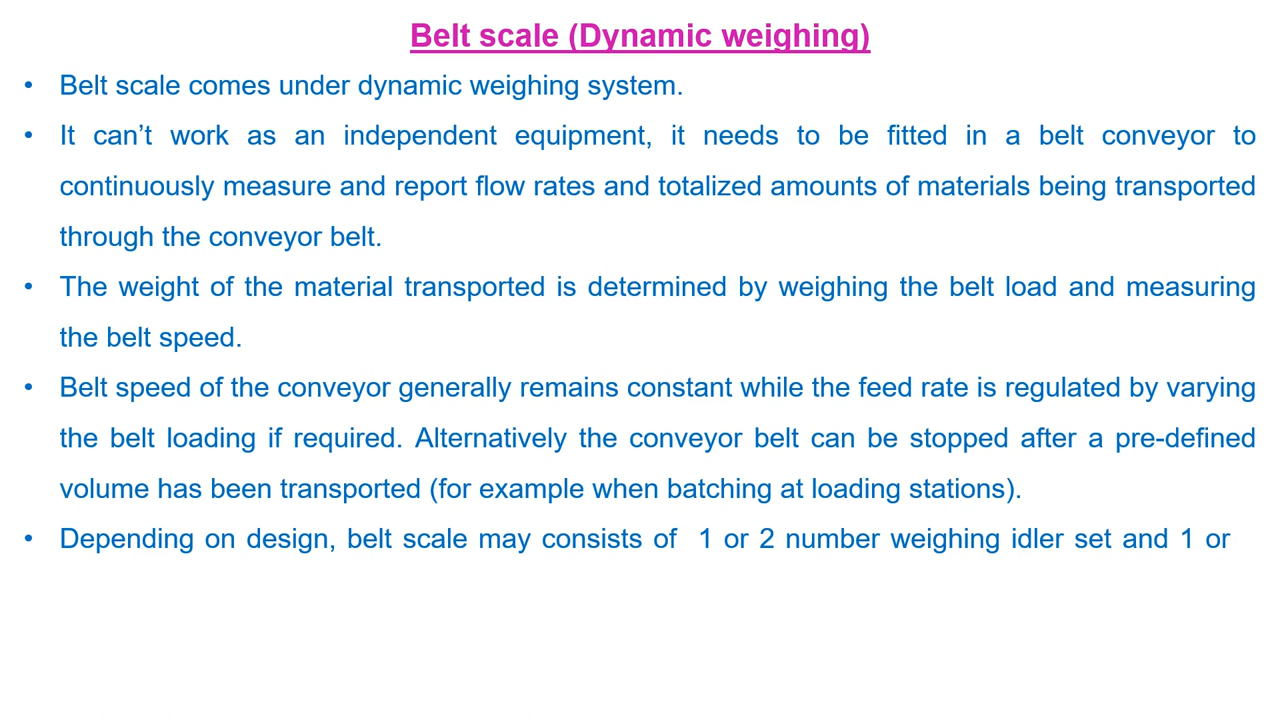 Belt scale (Dynamic weighing)
• Belt scale comes under dynamic weighing system.
• It can’t work as an independent equipment, it needs to be fitted in a belt conveyor to
continuously measure and report flow rates and totalized amounts of materials being transported
through the conveyor belt.
• The weight of the material transported is determined by weighing the belt load and measuring
the belt speed.
• Belt speed of the conveyor generally remains constant while the feed rate is regulated by varying
the belt loading if required. Alternatively the conveyor belt can be stopped after a pre-defined
volume has been transported (for example when batching at loading stations).
• Depending on design, belt scale may consists of  1 or 2 number weighing idler set and 1 or